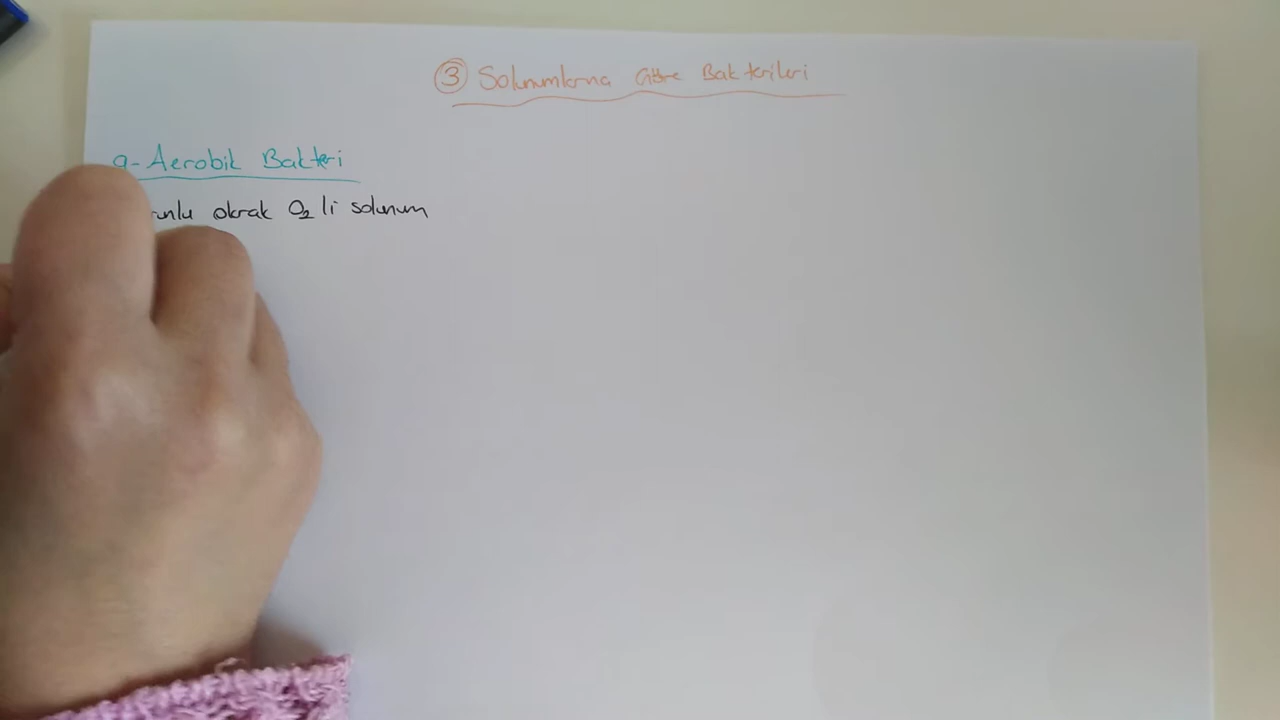 ③ Solunumlarına Göre Bakterileri
a- Aerobik Bakteri
olarak O₂ li solunum